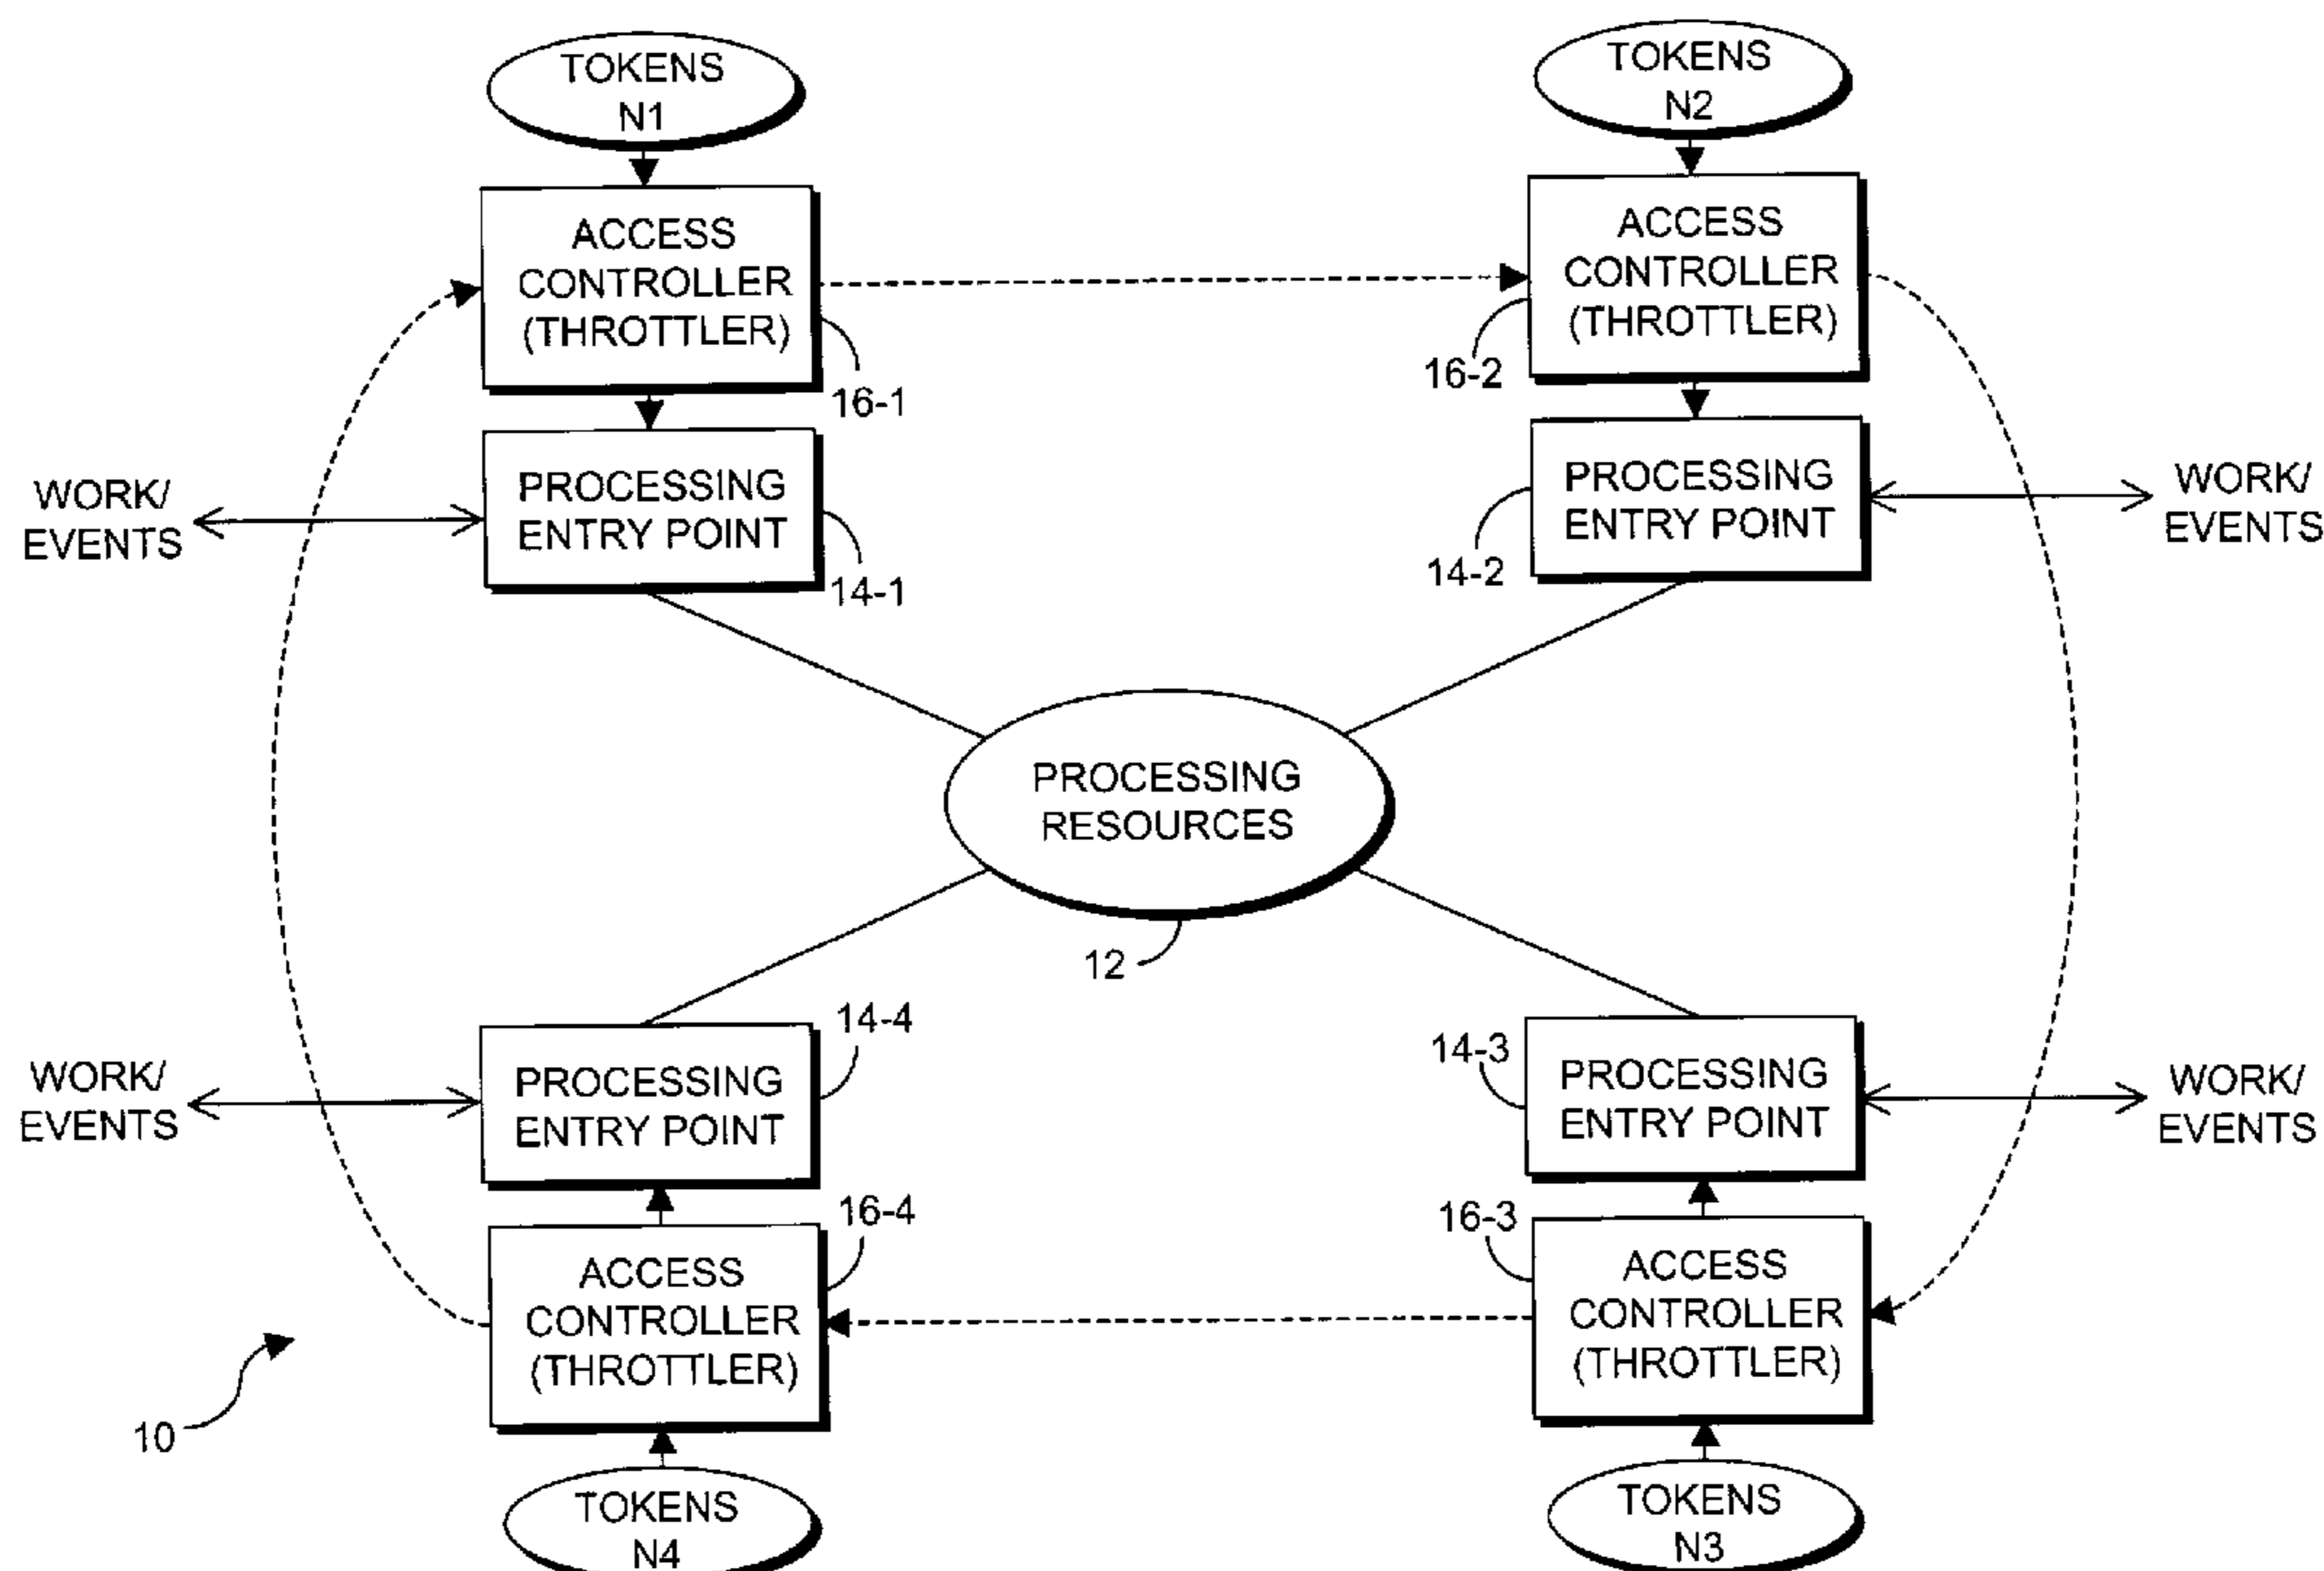 TOKENS
N1
TOKENS
N2
ACCESS
CONTROLLER
(THROTTLER)
16-1
ACCESS
CONTROLLER
(THROTTLER)
16-2
WORK/
EVENTS
PROCESSING
ENTRY POINT
14-1
PROCESSING
ENTRY POINT
14-2
WORK/
EVENTS
PROCESSING
RESOURCES
12
WORK/
EVENTS
PROCESSING
ENTRY POINT
14-4
14-3
PROCESSING
ENTRY POINT
WORK/
EVENTS
16-4
ACCESS
CONTROLLER
(THROTTLER)
16-3
ACCESS
CONTROLLER
(THROTTLER)
10
TOKENS
N4
TOKENS
N3